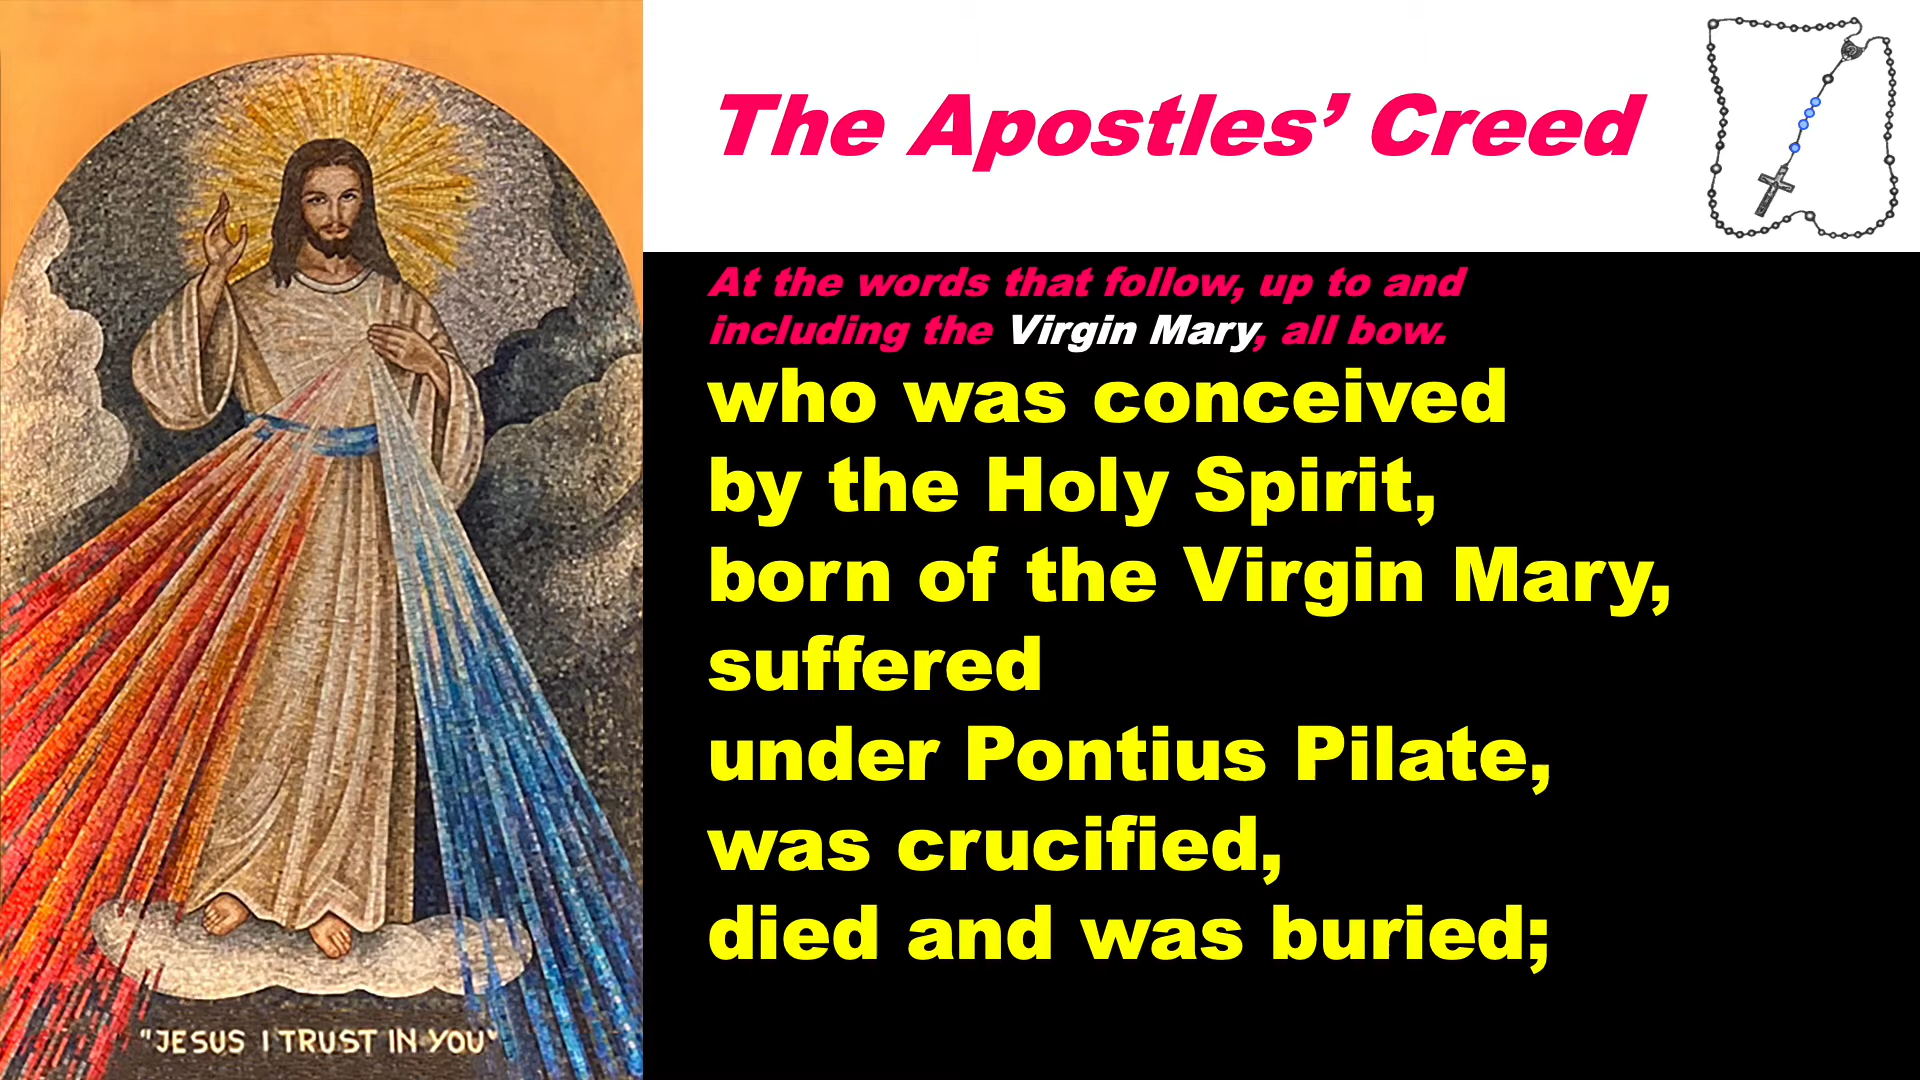 The Apostles’ Creed
At the words that follow, up to and
including the Virgin Mary, all bow.
who was conceived
by the Holy Spirit,
born of the Virgin Mary,
suffered
under Pontius Pilate,
was crucified,
died and was buried;
"JESUS I TRUST IN YOU"